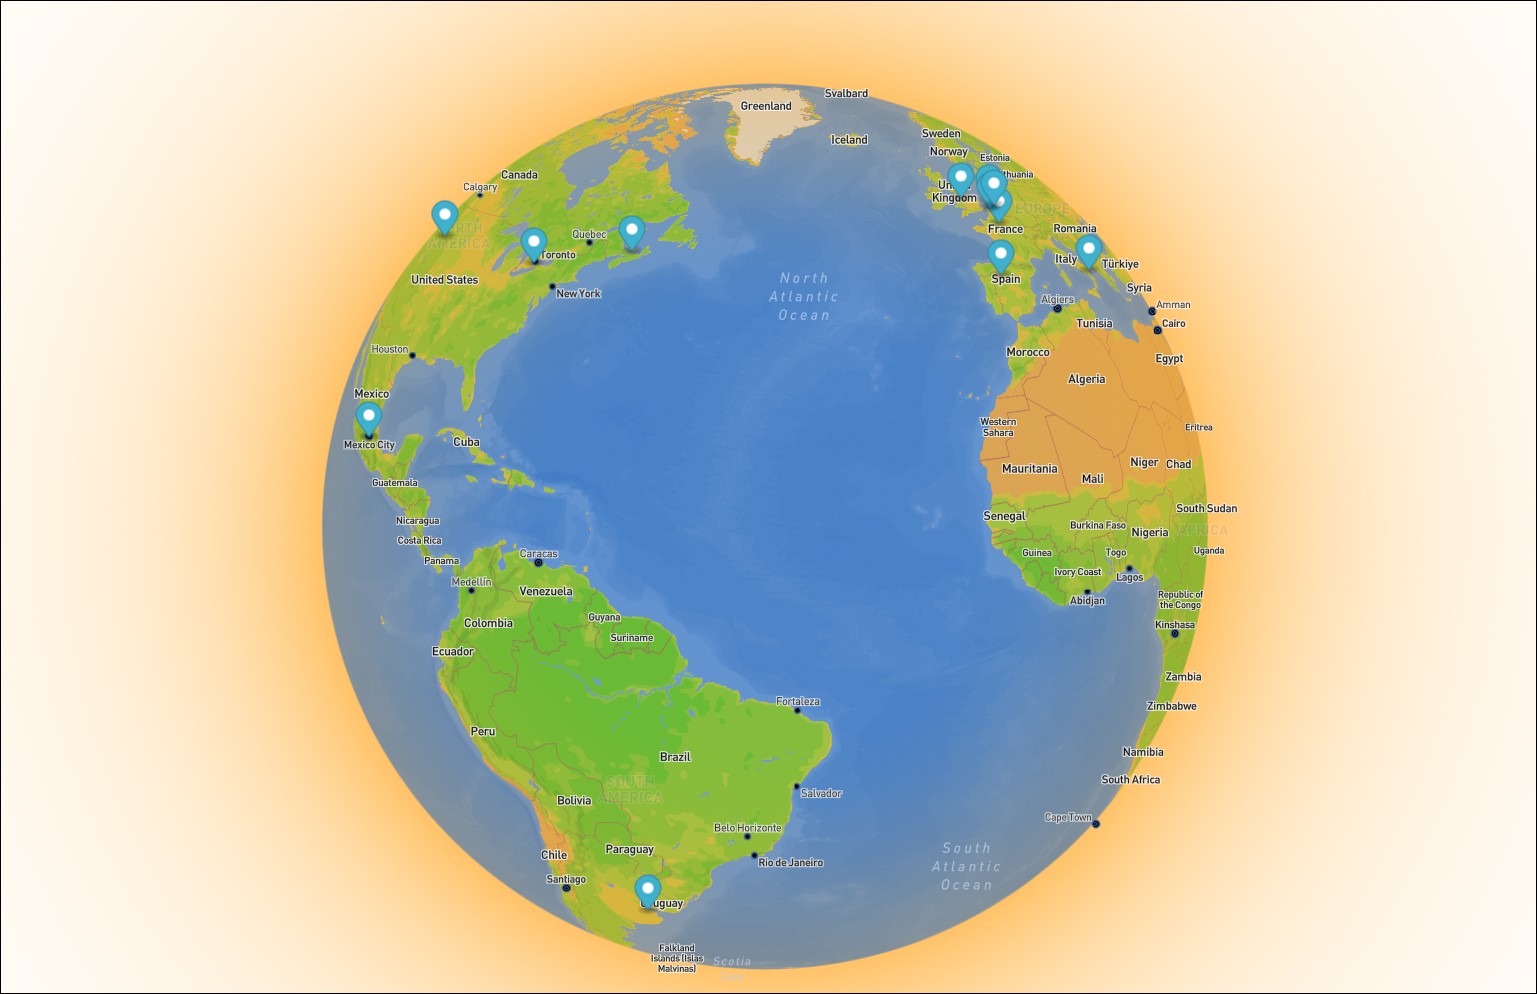 Svalbard
Greenland
Sweden
Iceland
Norway
Estonia
Canada
Calgary
Kingdom
EUROPE
France
Romania
Quebec
AMERICA
Toronto
Italy
Türkiye
United States
Spain
North
Atlantic
Ocean
Syria
New York
Algiers
Amman
Tunisia
Cairo
Houston
Morocco
Egypt
Algeria
Mexico
Western
Sahara
Eritrea
Cuba
Mexico City
Mauritania
Niger
Chad
Mali
Guatemala
South Sudan
Senegal
Nicaragua
Burkina Faso
Nigeria
AFRICA
Costa Rica
Guinea
Togo
Uganda
Caracas
Panama
Ivory Coast
Lagos
Medellín
Venezuela
Abidjan
Republic of
the Congo
Guyana
Colombia
Kinshasa
Suriname
Ecuador
Zambia
Fortaleza
Zimbabwe
Peru
Namibia
Brazil
South Africa
SOUTH
AMERICA
Salvador
Bolivia
Cape Town
Belo Horizonte
South
Atlantic
Ocean
Paraguay
Chile
Rio de Janeiro
Santiago
Falkland
Islands (Islas
Malvinas)
Scotia